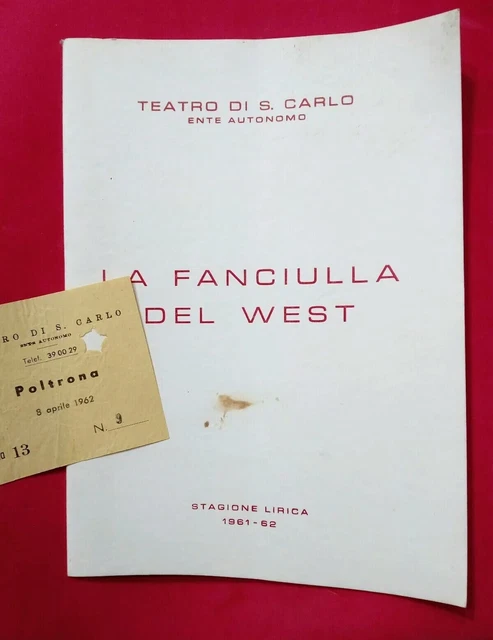 TEATRO DI S. CARLO
ENTE AUTONOMO
LA FANCIULLA
DEL WEST
STAGIONE LIRICA
1961-62
RO DI S. CARLO
ENTE AUTONOMO
Telef. 39 00 29
Poltrona
8 aprile 1962
N. 9
a 13